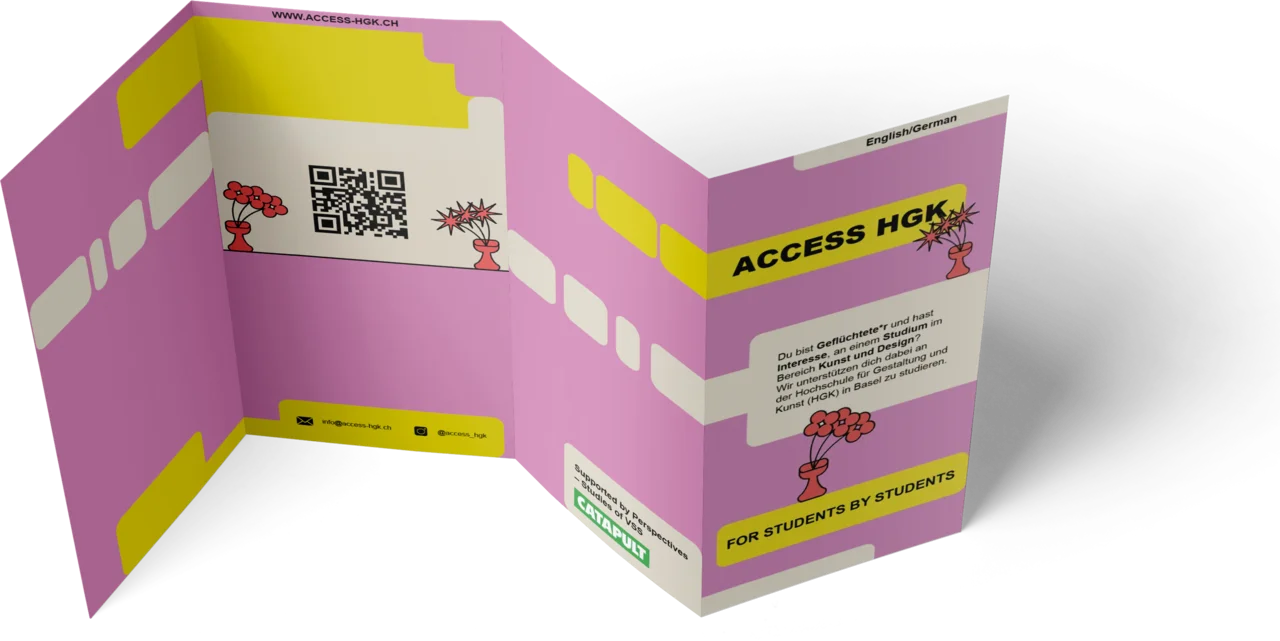 WWW.ACCESS-HGK.CH
info@access-hgk.ch
@access_hgk
Supported by Perspectives
– Studies of VSS
CATAPULT
English/German
ACCESS HGK
Du bist Geflüchtete*r und hast
Interesse, an einem Studium im
Bereich Kunst und Design?
Wir unterstützen dich dabei an
der Hochschule für Gestaltung und
Kunst (HGK) in Basel zu studieren.
FOR STUDENTS BY STUDENTS